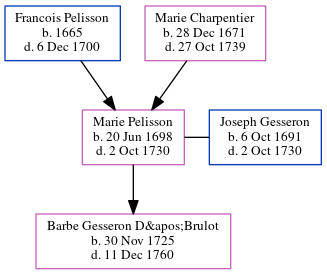 Francois Pelisson
b. 1665
d. 6 Dec 1700
Marie Charpentier
b. 28 Dec 1671
d. 27 Oct 1739
Marie Pelisson
b. 20 Jun 1698
d. 2 Oct 1730
Joseph Gesseron
b. 6 Oct 1691
d. 2 Oct 1730
Barbe Gesseron D&apos;Brulot
b. 30 Nov 1725
d. 11 Dec 1760